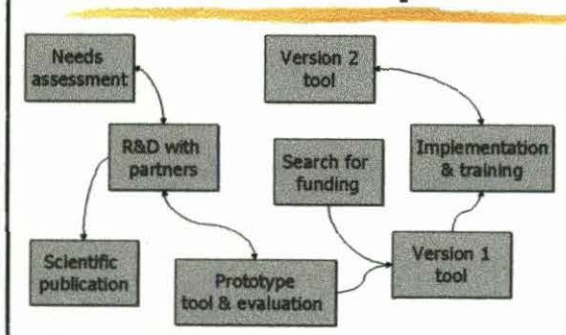 Needs
assessment
Version 2
tool
R&D with
partners
Search for
funding
Implementation
& training
Scientific
publication
Prototype
tool & evaluation
Version 1
tool